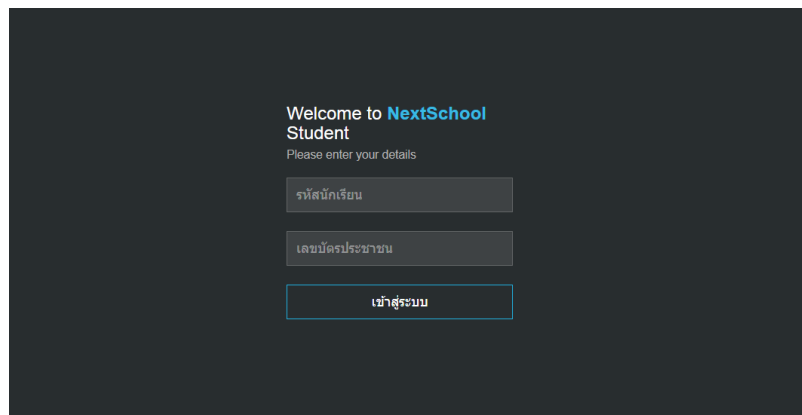 Welcome to NextSchool
Student
Please enter your details
รหัสนักเรียน
เลขบัตรประชาชน
เข้าสู่ระบบ